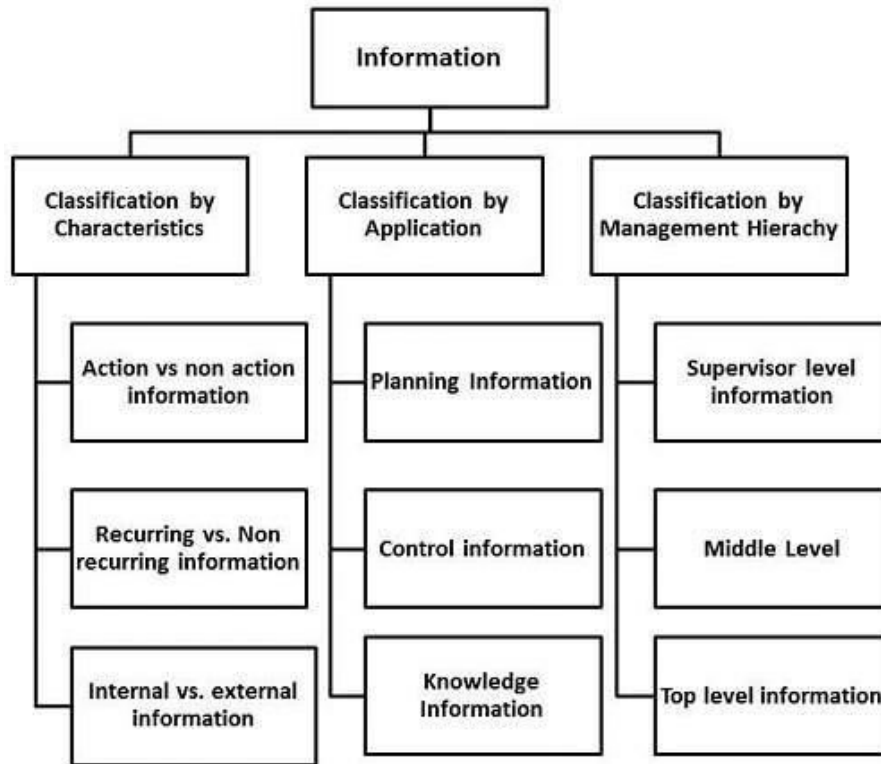 Information
Classification by
Characteristics
Classification by
Application
Classification by
Management Hierachy
Action vs non action
information
Planning Information
Supervisor level
information
Recurring vs. Non
recurring information
Control information
Middle Level
Internal vs. external
information
Knowledge
Information
Top level information